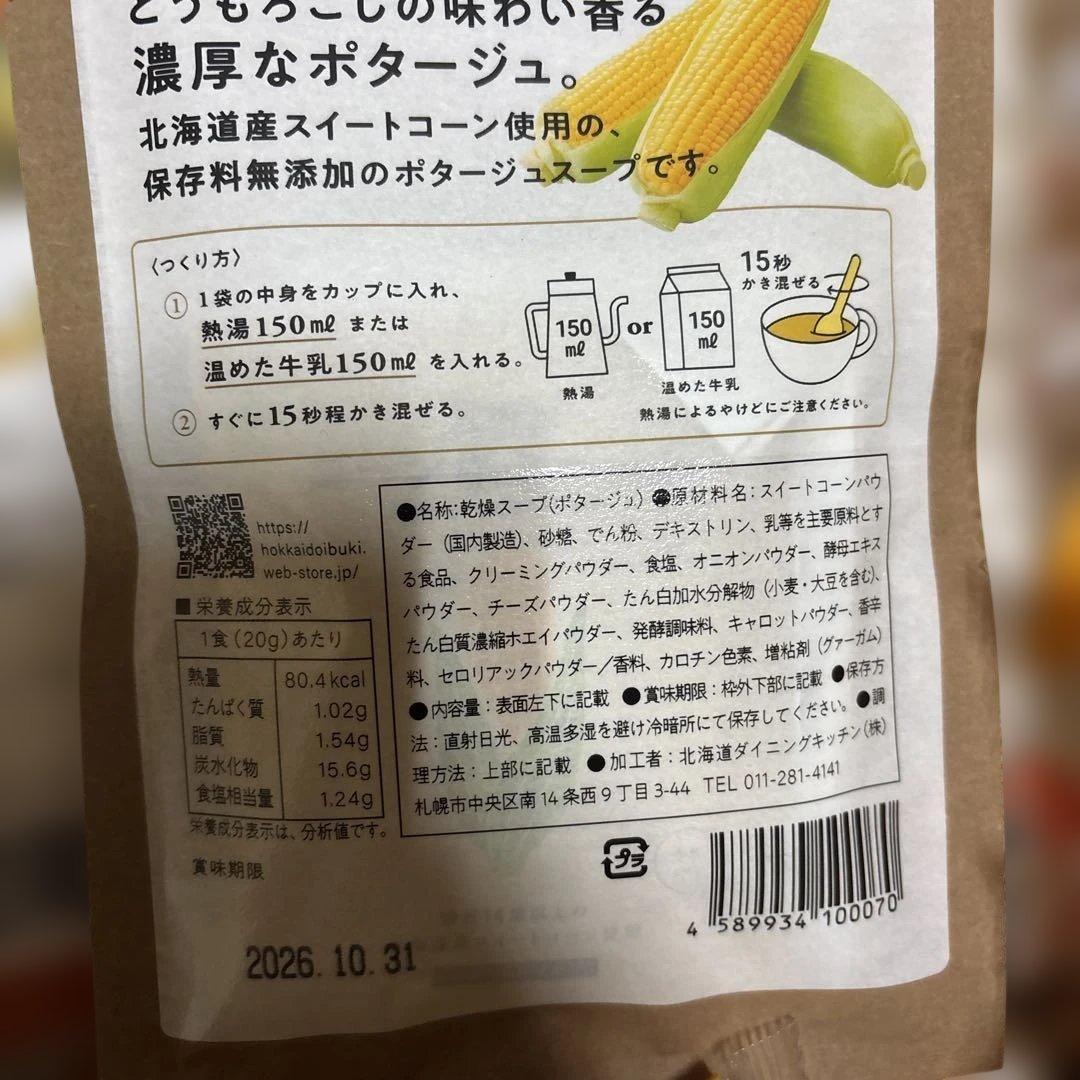 とうもろこしの味わい香る
濃厚なポタージュ。
北海道産スイートコーン使用の、
保存料無添加のポタージュスープです。
〈つくり方〉
① 1袋の中身をカップに入れ、
熱湯150mℓ または
温めた牛乳150mℓ を入れる。
② すぐに15秒程かき混ぜる。
150
mℓ
熱湯
or
150
mℓ
温めた牛乳
15秒
かき混ぜる
熱湯によるやけどにご注意ください。
https://
hokkaidoibuki.
web-store.jp/
■栄養成分表示
1食(20g)あたり
熱量 80.4kcal
たんぱく質 1.02g
脂質 1.54g
炭水化物 15.6g
食塩相当量 1.24g
栄養成分表示は、分析値です。
●名称:乾燥スープ(ポタージュ) ●原材料名:スイートコーンパウ
ダー(国内製造)、砂糖、でん粉、デキストリン、乳等を主要原料とす
る食品、クリーミングパウダー、食塩、オニオンパウダー、酵母エキス
パウダー、チーズパウダー、たん白加水分解物(小麦・大豆を含む)、
たん白質濃縮ホエイパウダー、発酵調味料、キャロットパウダー、香辛
料、セロリアックパウダー/香料、カロチン色素、増粘剤(グァーガム)
●内容量:表面左下に記載 ●賞味期限:枠外下部に記載 ●保存方
法:直射日光、高温多湿を避け冷暗所にて保存してください。 ●調
理方法:上部に記載 ●加工者:北海道ダイニングキッチン(株)
札幌市中央区南14条西9丁目3-44 TEL 011-281-4141
賞味期限
2026.10.31
プラ
4 589934 100070